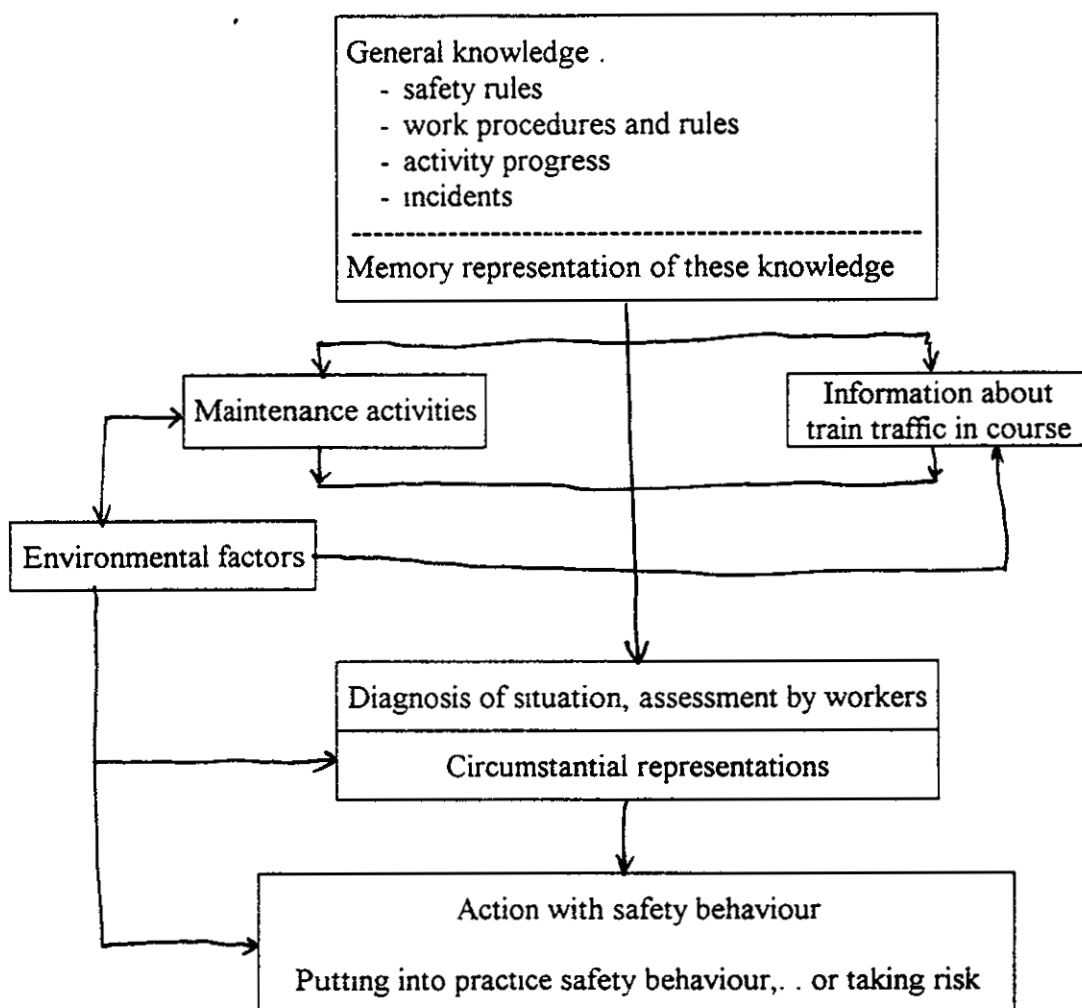 General knowledge .
- safety rules
- work procedures and rules
- activity progress
- incidents
Memory representation of these knowledge
Maintenance activities
Information about
train traffic in course
Environmental factors
Diagnosis of situation, assessment by workers
Circumstantial representations
Action with safety behaviour
Putting into practice safety behaviour,. . or taking risk